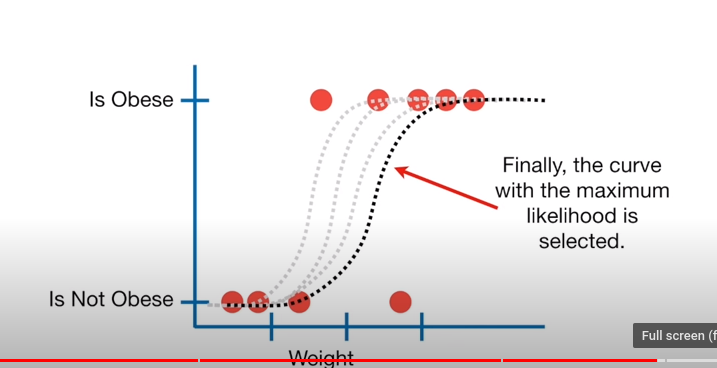 Is Obese
Finally, the curve
with the maximum
likelihood is
selected.
Is Not Obese
Full screen (f
Weight